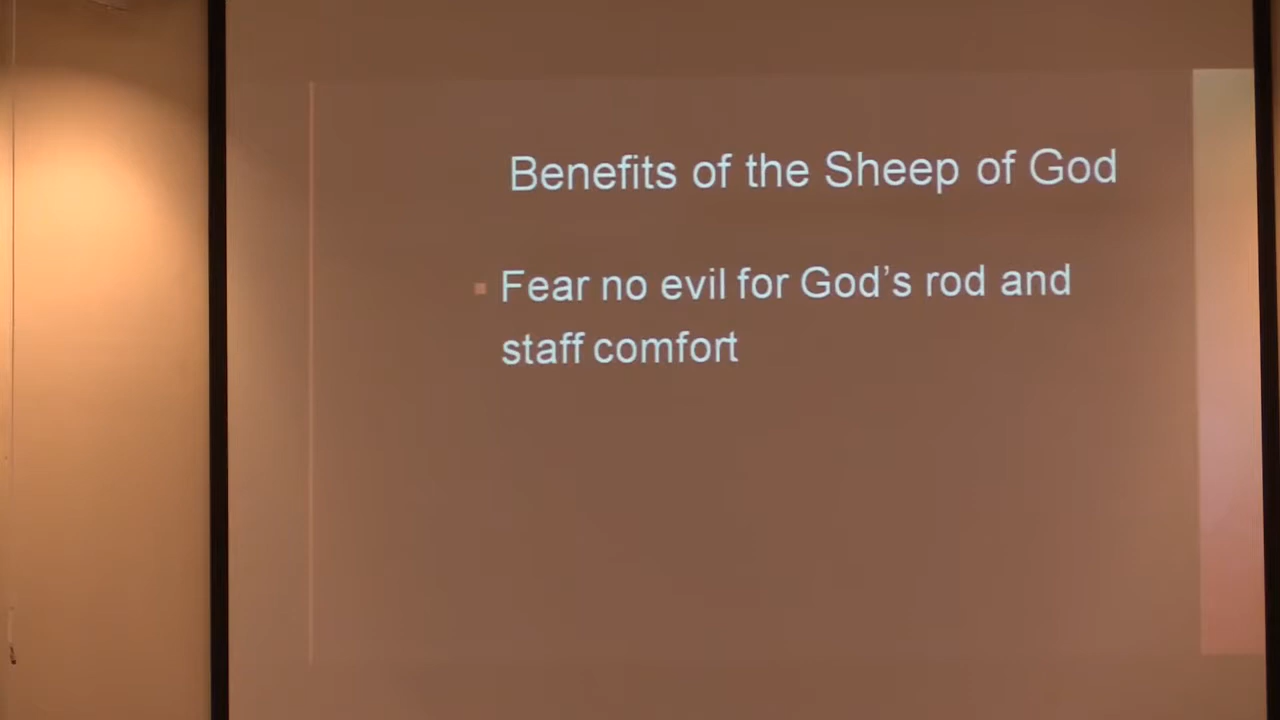 Benefits of the Sheep of God
Fear no evil for God's rod and
staff comfort